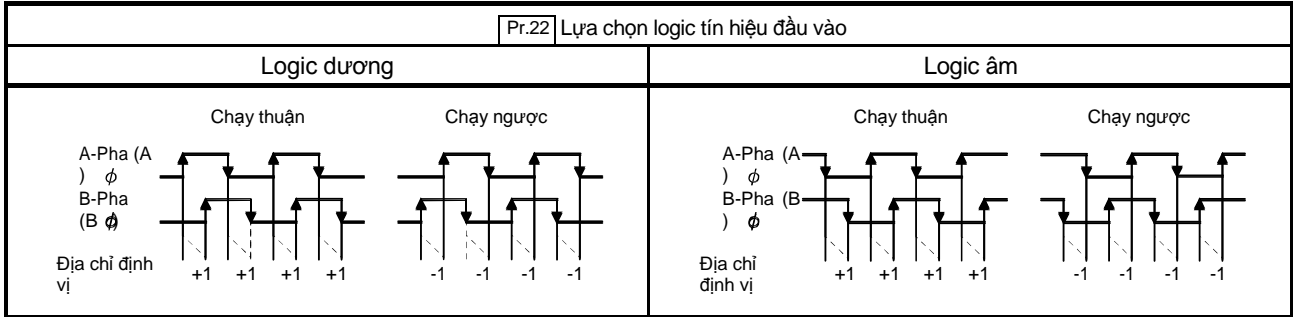 Pr.22 Lựa chọn logic tín hiệu đầu vào
Logic dương
Logic âm
Chạy thuận
Chạy ngược
A-Pha (A
) ϕ
B-Pha
(B ϕ)
Địa chỉ định
vị
+1 +1 +1 +1
-1 -1 -1 -1
Chạy thuận
Chạy ngược
A-Pha (A
) ϕ
B-Pha (B
) ϕ
Địa chỉ
định vị
+1 +1 +1 +1
-1 -1 -1 -1